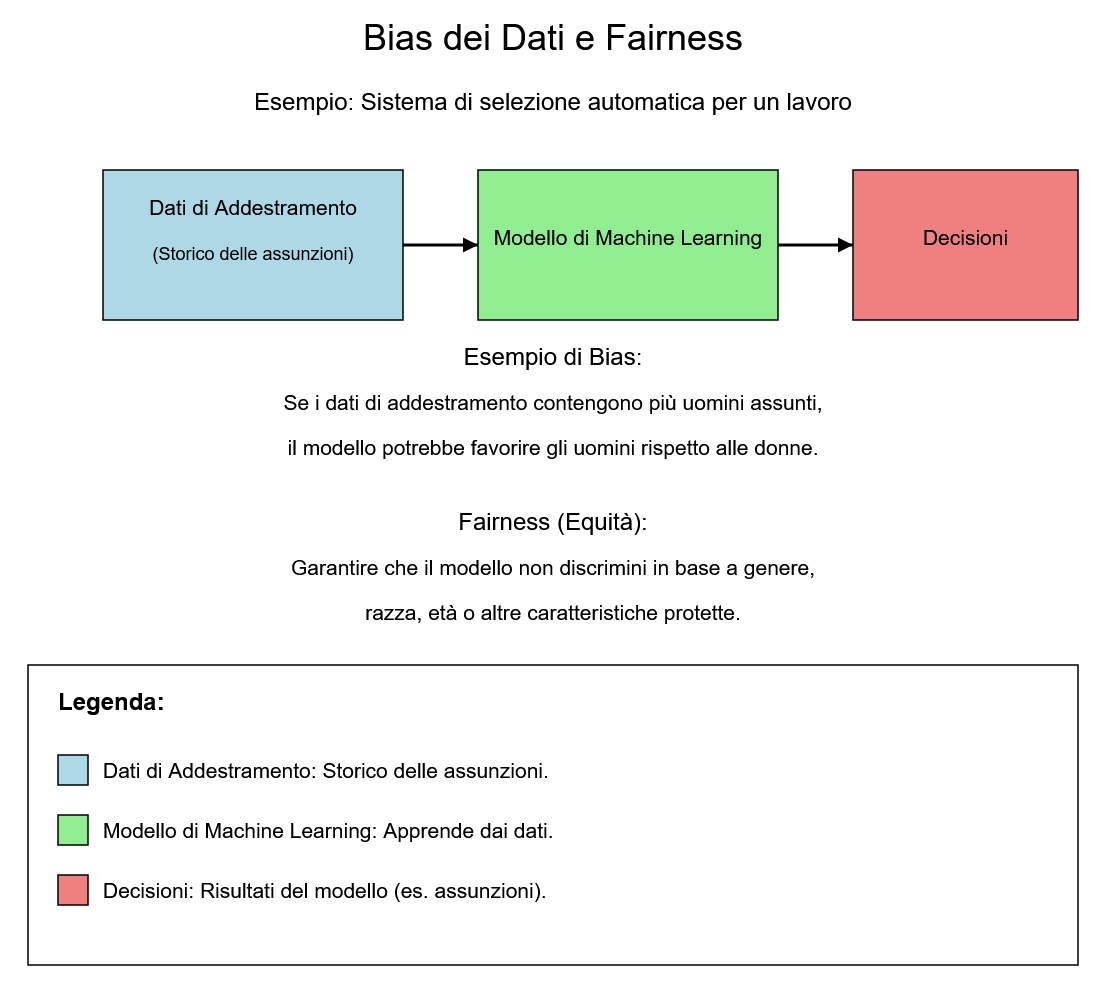 Bias dei Dati e Fairness
Esempio: Sistema di selezione automatica per un lavoro
Dati di Addestramento
(Storico delle assunzioni)
Modello di Machine Learning
Decisioni
Esempio di Bias:
Se i dati di addestramento contengono più uomini assunti,
il modello potrebbe favorire gli uomini rispetto alle donne.
Fairness (Equità):
Garantire che il modello non discrimini in base a genere,
razza, età o altre caratteristiche protette.
Legenda:
Dati di Addestramento: Storico delle assunzioni.
Modello di Machine Learning: Apprende dai dati.
Decisioni: Risultati del modello (es. assunzioni).